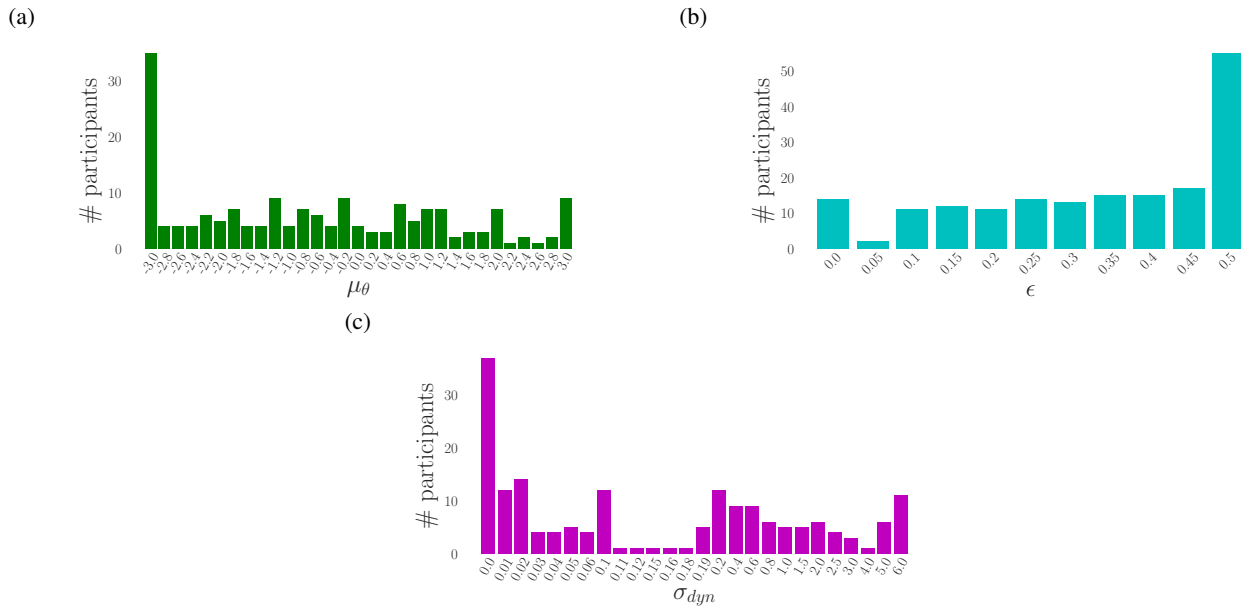 (a)
# participants
30
20
10
0
-3.0 -2.8 -2.6 -2.4 -2.2 -2.0 -1.8 -1.6 -1.4 -1.2 -1.0 -0.8 -0.6 -0.4 -0.2 0.0 0.2 0.4 0.6 0.8 1.0 1.2 1.4 1.6 1.8 2.0 2.2 2.4 2.6 2.8 3.0
μ_θ
(b)
# participants
50
40
30
20
10
0
0.0 0.05 0.1 0.15 0.2 0.25 0.3 0.35 0.4 0.45 0.5
ϵ
(c)
# participants
30
20
10
0
0.0 0.01 0.02 0.03 0.04 0.05 0.06 0.1 0.11 0.12 0.15 0.16 0.18 0.19 0.2 0.4 0.6 0.8 1.0 1.5 2.0 2.5 3.0 4.0 5.0 6.0
σ_dyn